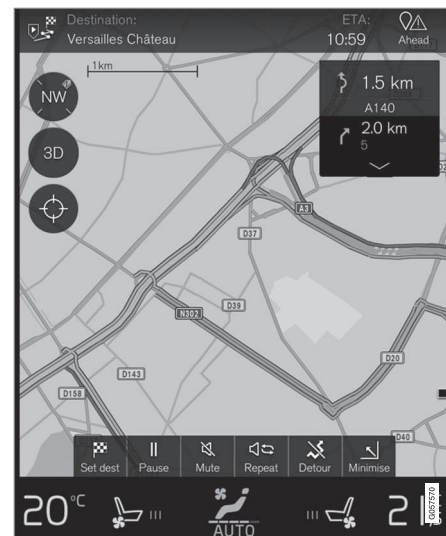 Destination:
Versailles Château
ETA:
10:59
Ahead
1km
NW
1.5 km
A140
2.0 km
5
3D
A3
D37
D39
N302
D20
D143
D158
D40
Set dest
Pause
Mute
Repeat
Detour
Minimise
20°C
AUTO
2
G057570